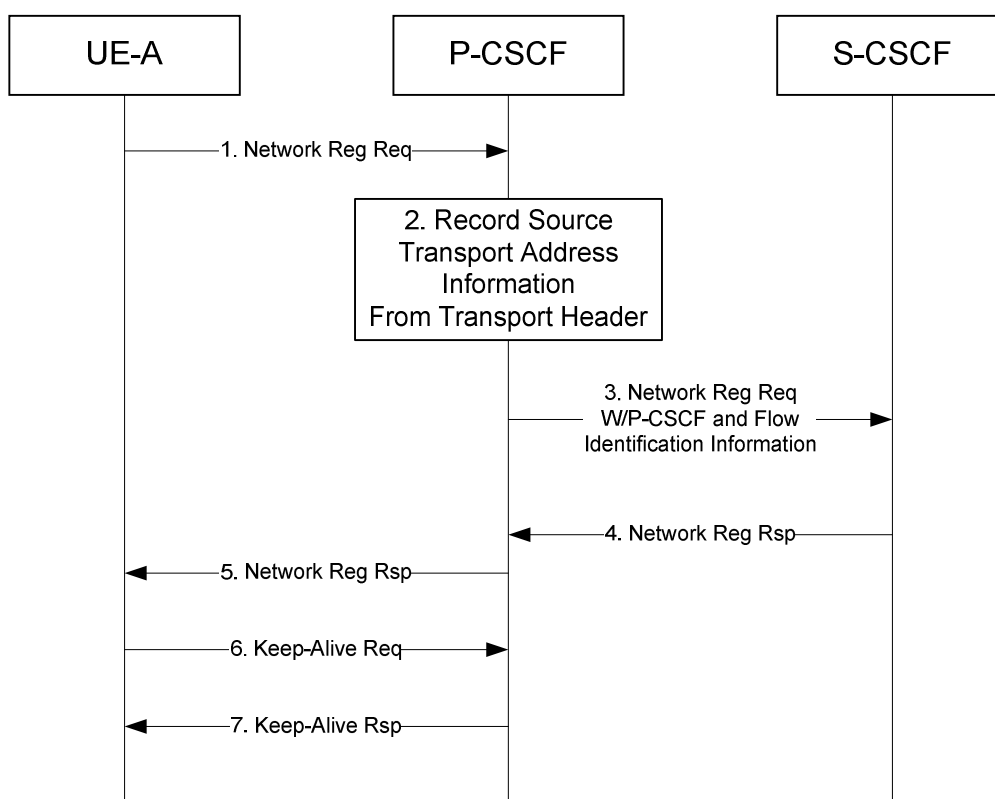 UE-A
P-CSCF
S-CSCF
1. Network Reg Req
2. Record Source
Transport Address
Information
From Transport Header
3. Network Reg Req
W/P-CSCF and Flow
Identification Information
4. Network Reg Rsp
5. Network Reg Rsp
6. Keep-Alive Req
7. Keep-Alive Rsp